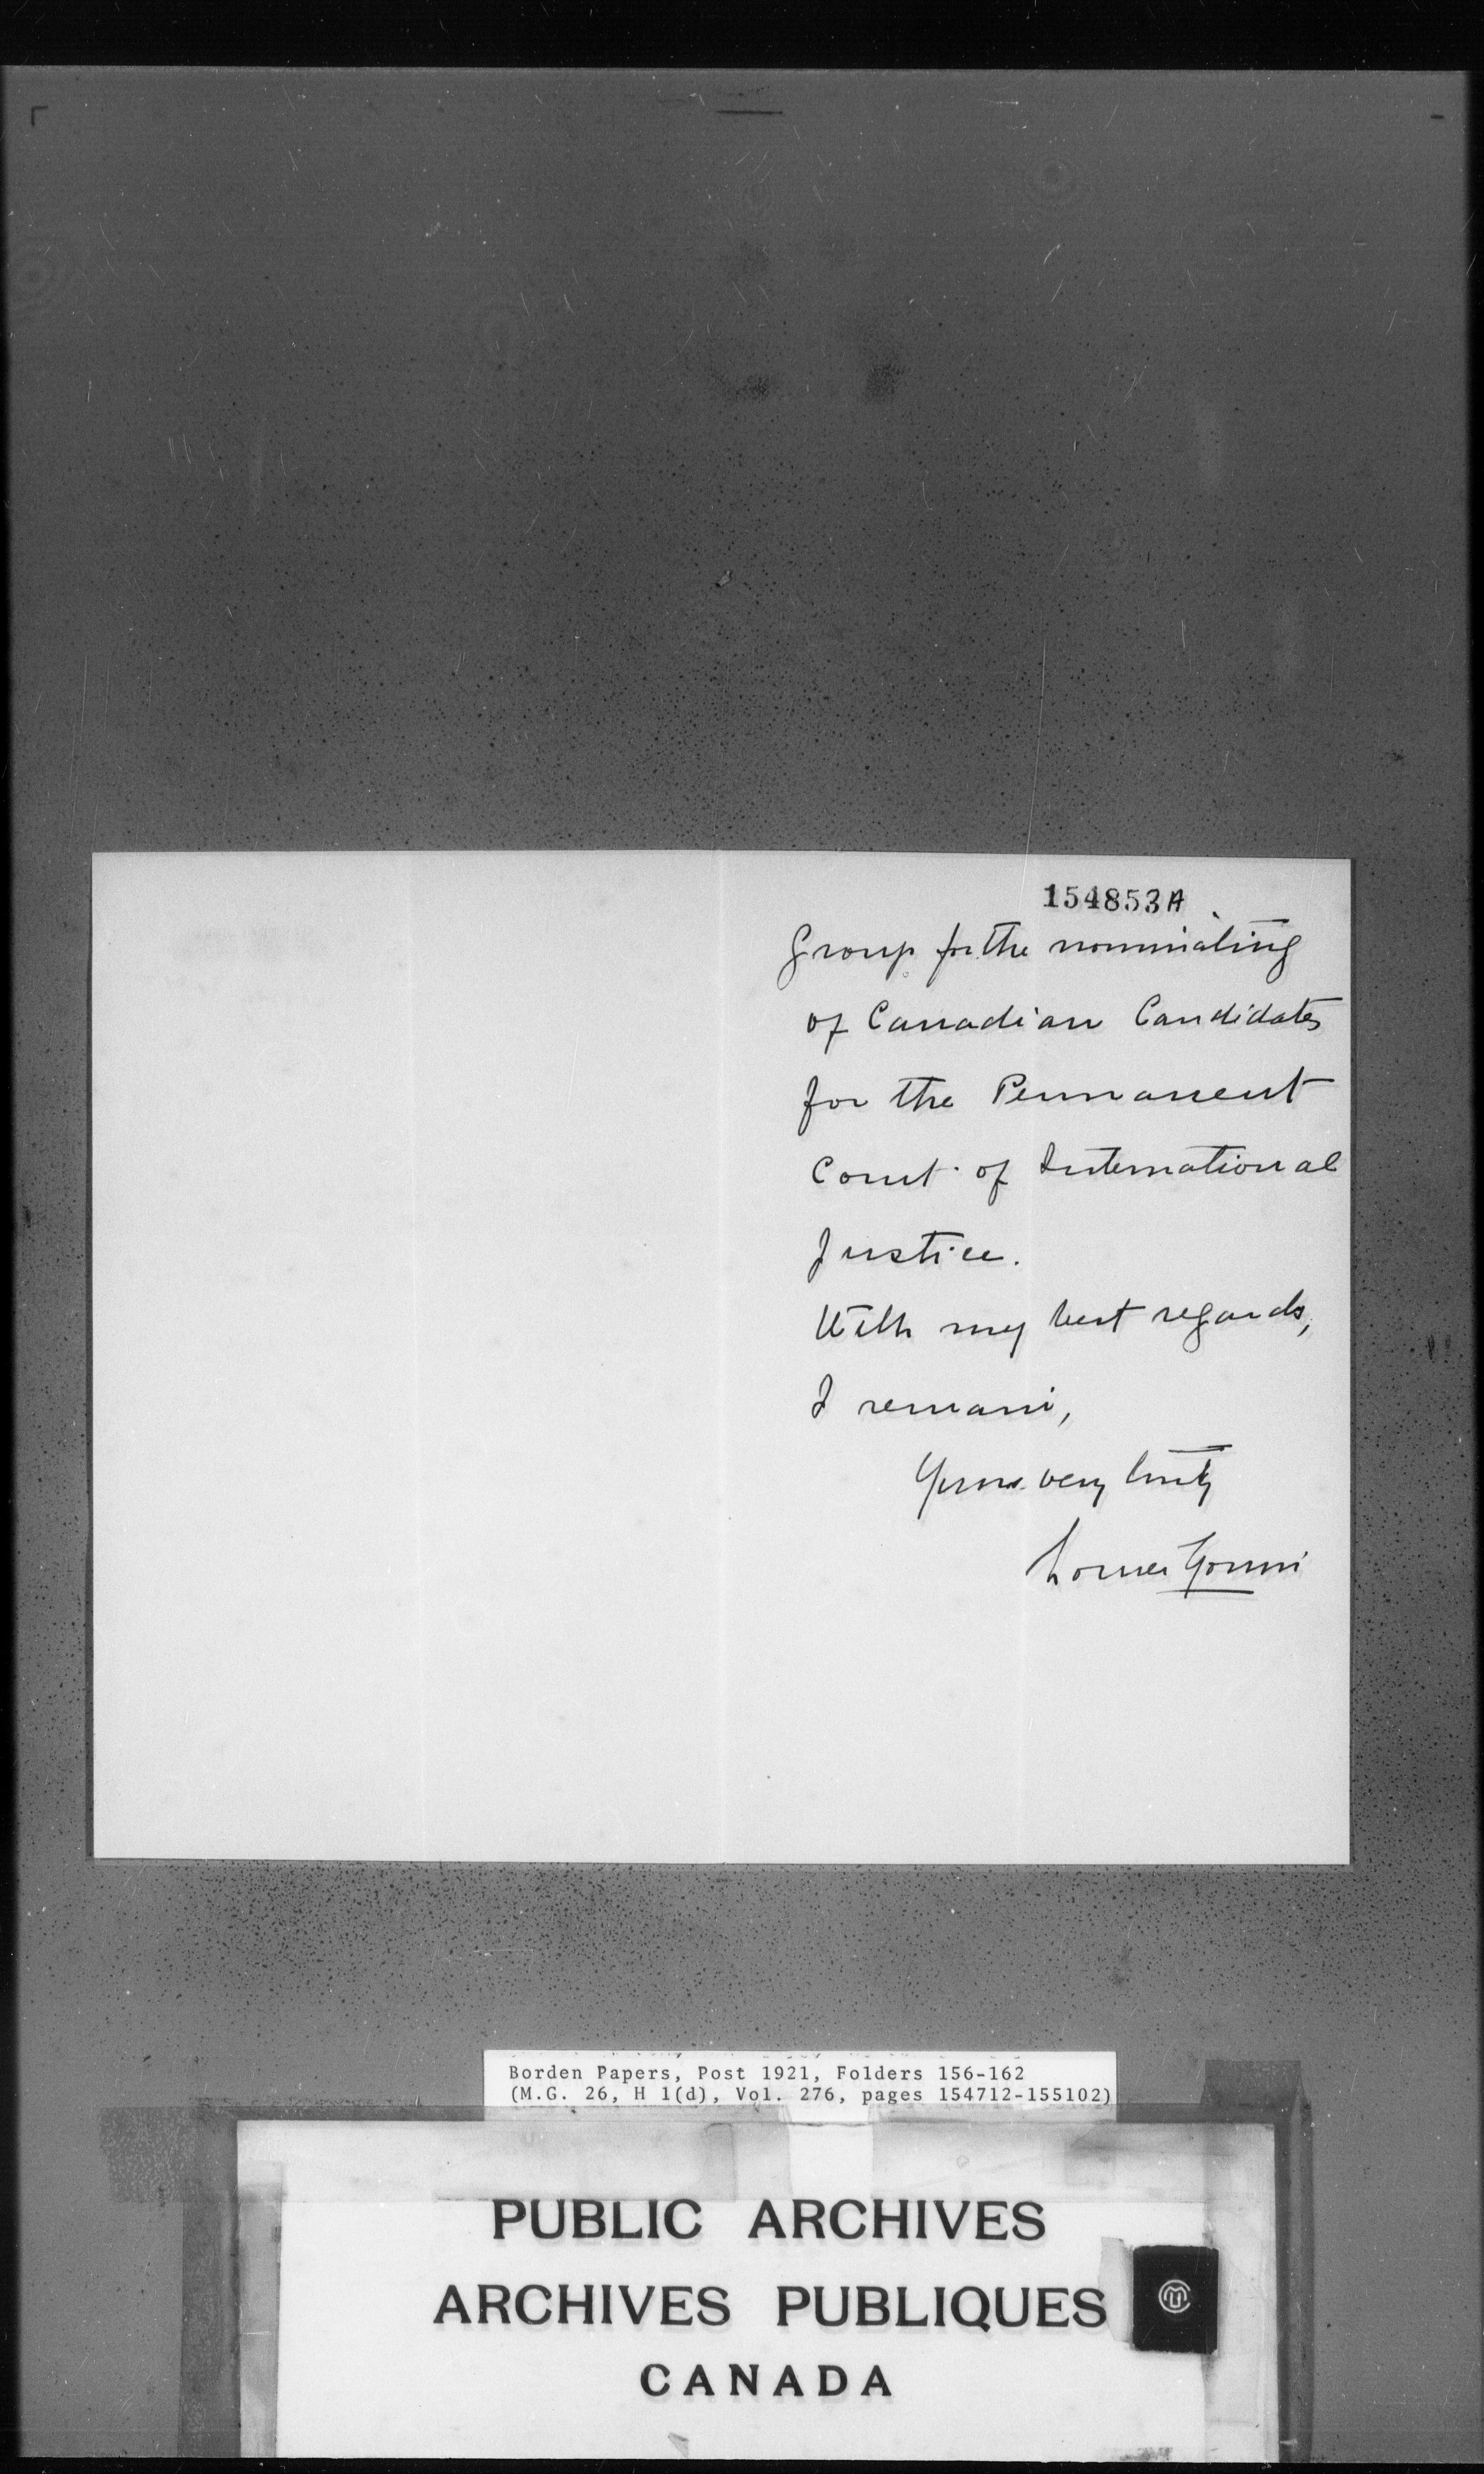 154853A
Group for the nominating
of Canadian Candidates
for the Permanent
Court of International
Justice.
With my best regards,
I remain,
Yours very truly
Lomer Gouin
Borden Papers, Post 1921, Folders 156-162
(M.G. 26, H 1(d), Vol. 276, pages 154712-155102)
PUBLIC ARCHIVES
ARCHIVES PUBLIQUES
CANADA